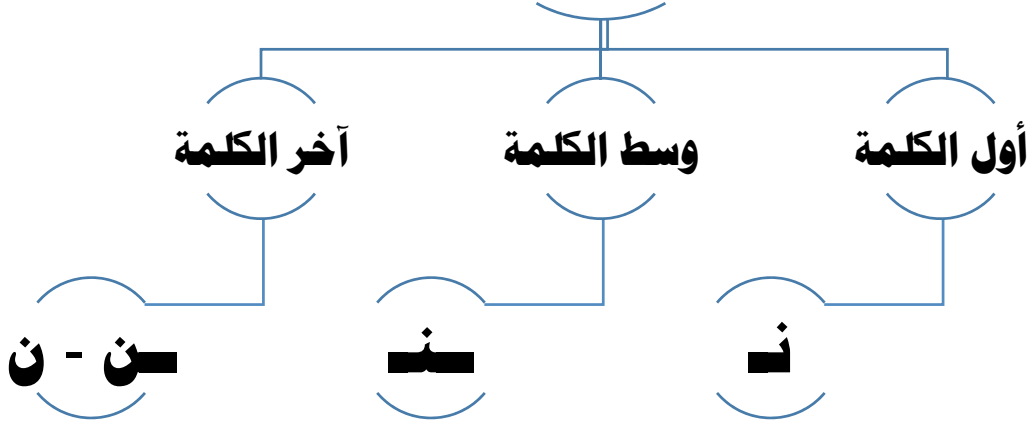 أول الكلمة
وسط الكلمة
آخر الكلمة
نـ
ـنـ
ـن - ن